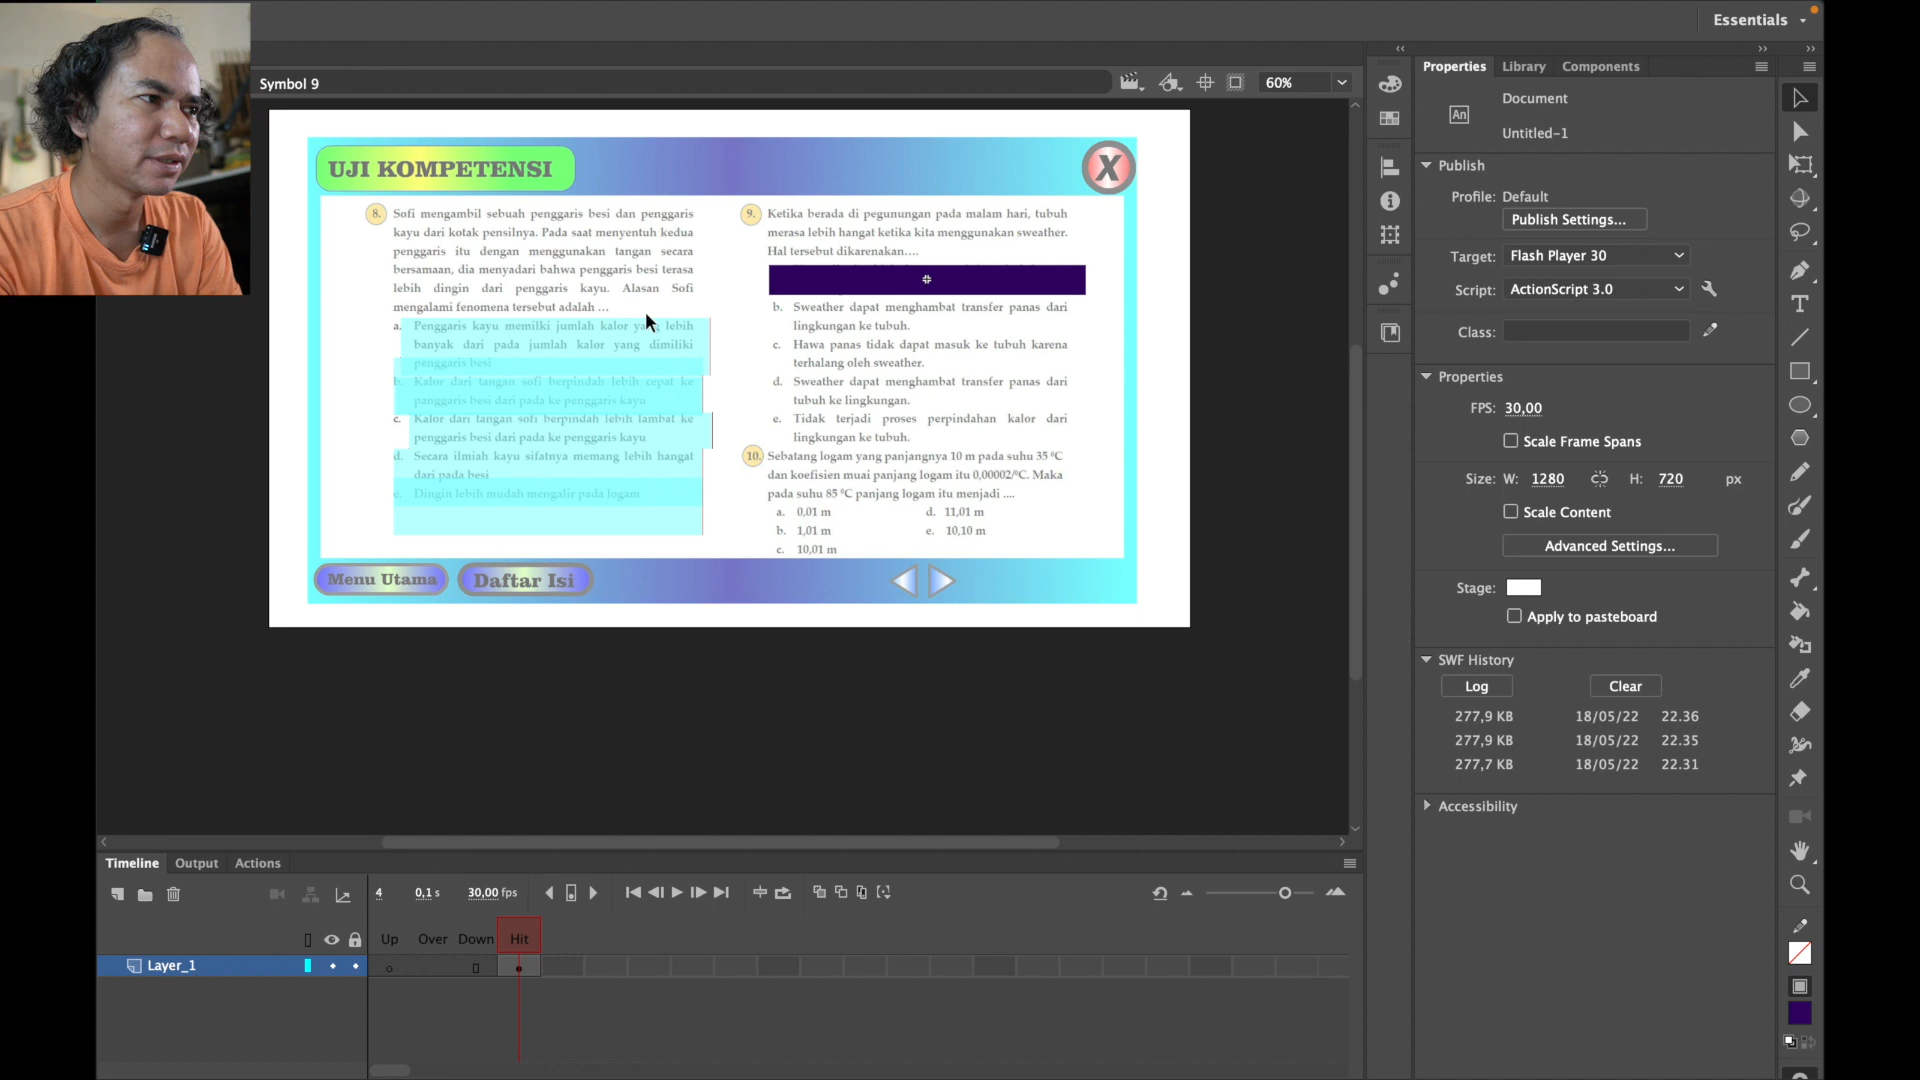 Essentials
Symbol 9
60%
Properties
Library
Components
An
Document
Untitled-1
Publish
Profile:
Default
Publish Settings...
Target:
Flash Player 30
Script:
ActionScript 3.0
Class:
Properties
FPS:
30,00
Scale Frame Spans
Size:
W:
1280
H:
720
px
Scale Content
Advanced Settings...
Stage:
Apply to pasteboard
SWF History
Log
Clear
277,9 KB
18/05/22
22.36
277,9 KB
18/05/22
22.35
277,7 KB
18/05/22
22.31
Accessibility
UJI KOMPETENSI
X
8.
Sofi mengambil sebuah penggaris besi dan penggaris
kayu dari kotak pensilnya. Pada saat menyentuh kedua
penggaris itu dengan menggunakan tangan secara
bersamaan, dia menyadari bahwa penggaris besi terasa
lebih dingin dari penggaris kayu. Alasan Sofi
mengalami fenomena tersebut adalah ...
a. Penggaris kayu memilki jumlah kalor yang lebih
banyak dari pada jumlah kalor yang dimiliki
penggaris besi
b. Kalor dari tangan sofi berpindah lebih cepat ke
panggaris besi dari pada ke penggaris kayu
c. Kalor dari tangan sofi berpindah lebih lambat ke
penggaris besi dari pada ke penggaris kayu
d. Secara ilmiah kayu sifatnya memang lebih hangat
dari pada besi
e. Dingin lebih mudah mengalir pada logam
9.
Ketika berada di pegunungan pada malam hari, tubuh
merasa lebih hangat ketika kita menggunakan sweather.
Hal tersebut dikarenakan....
b. Sweather dapat menghambat transfer panas dari
lingkungan ke tubuh.
c. Hawa panas tidak dapat masuk ke tubuh karena
terhalang oleh sweather.
d. Sweather dapat menghambat transfer panas dari
tubuh ke lingkungan.
e. Tidak terjadi proses perpindahan kalor dari
lingkungan ke tubuh.
10.
Sebatang logam yang panjangnya 10 m pada suhu 35 ⁰C
dan koefisien muai panjang logam itu 0,00002/⁰C. Maka
pada suhu 85 ⁰C panjang logam itu menjadi ....
a. 0,01 m
d. 11,01 m
b. 1,01 m
e. 10,10 m
c. 10,01 m
Menu Utama
Daftar Isi
Timeline
Output
Actions
4
0,1 s
30,00 fps
Up
Over
Down
Hit
Layer_1